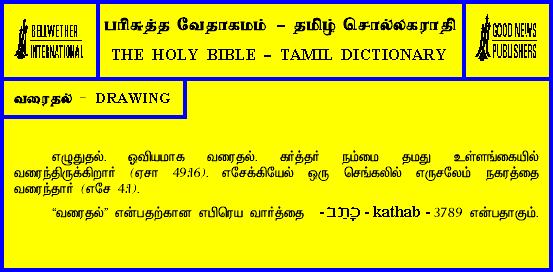 BELLWETHER
INTERNATIONAL
பரிசுத்த வேதாகமம் – தமிழ் சொல்லகராதி
THE HOLY BIBLE – TAMIL DICTIONARY
GOOD NEWS
PUBLISHERS
வரைதல் – DRAWING
எழுதுதல். ஓவியமாக வரைதல். கர்த்தர் நம்மை தமது உள்ளங்கையில்
வரைந்திருக்கிறார் (ஏசா 49:16). எசேக்கியேல் ஒரு செங்கலில் எருசலேம் நகரத்தை
வரைந்தார் (எசே 4:1).
“வரைதல்” என்பதற்கான எபிரெய வார்த்தை - כָּתַב - kathab - 3789 என்பதாகும்.